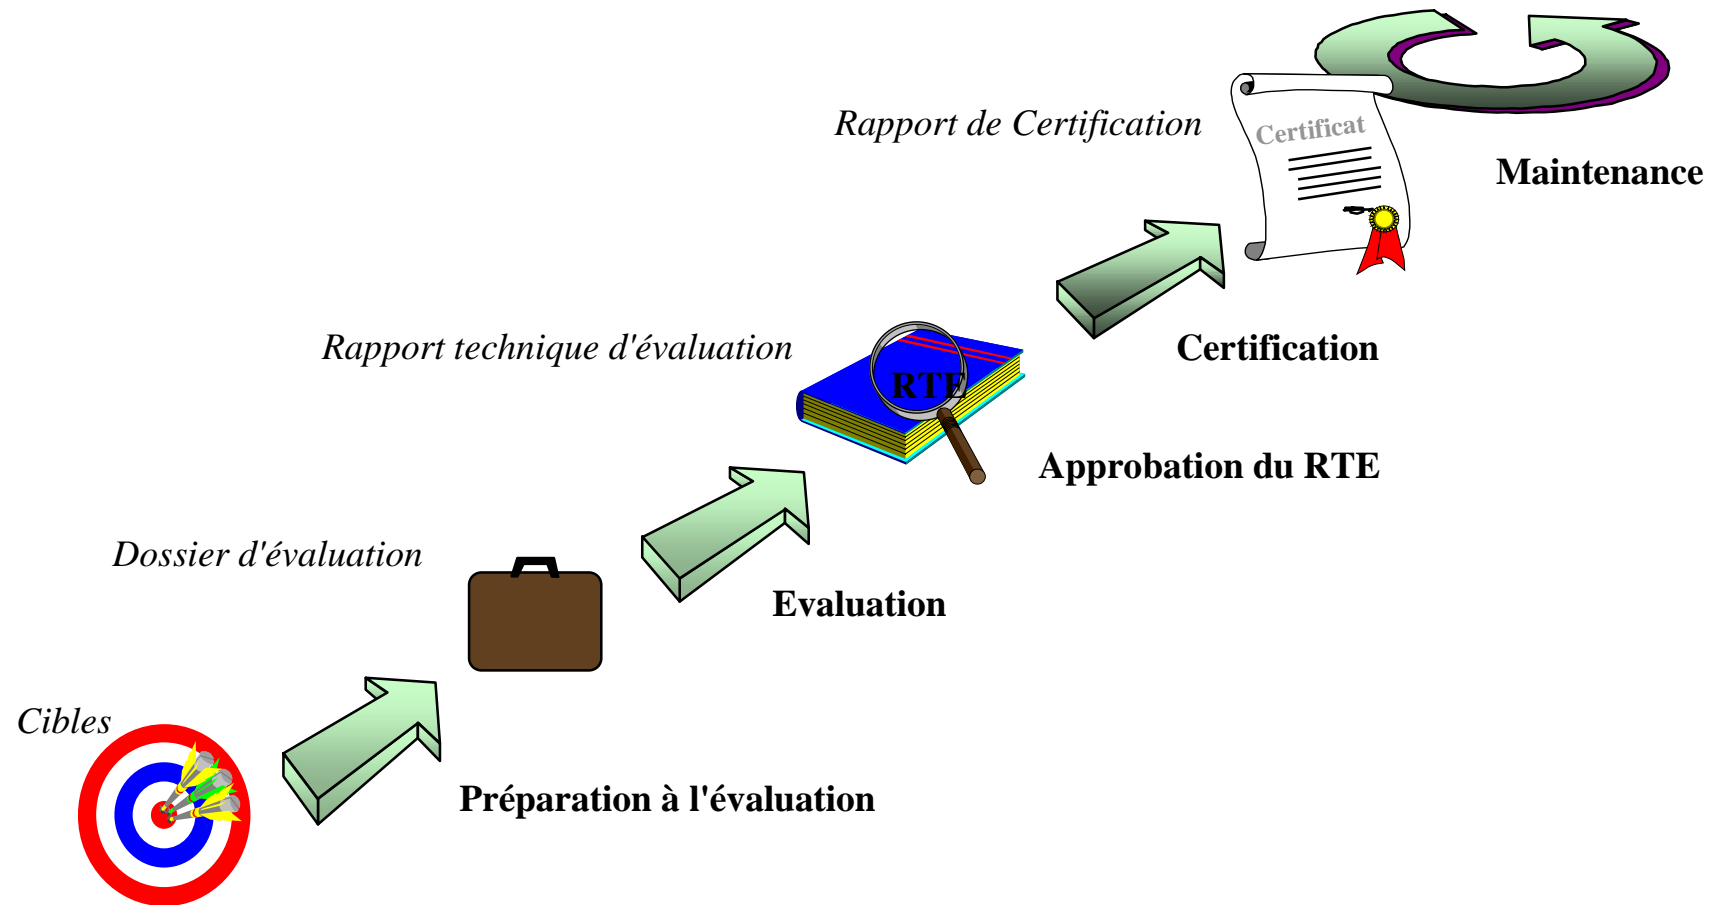 Rapport de Certification
Certificat
Maintenance
Rapport technique d'évaluation
RTE
Certification
Approbation du RTE
Dossier d'évaluation
Evaluation
Cibles
Préparation à l'évaluation